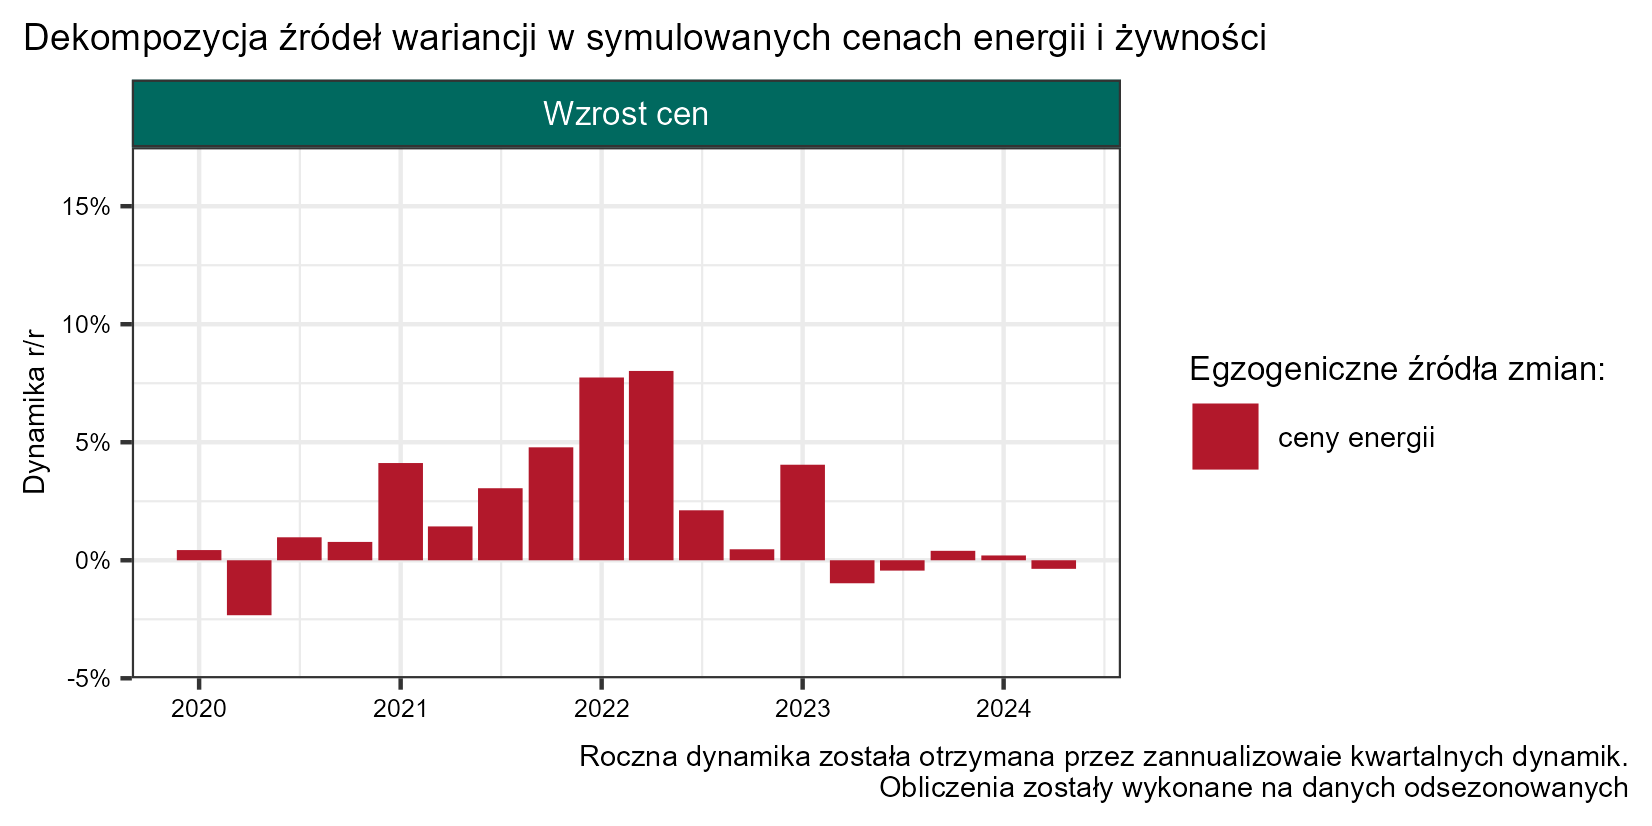 Dekompozycja źródeł wariancji w symulowanych cenach energii i żywności
Wzrost cen
Dynamika r/r
15%
10%
5%
0%
-5%
2020
2021
2022
2023
2024
Egzogeniczne źródła zmian:
ceny energii
Roczna dynamika została otrzymana przez zannualizowaie kwartalnych dynamik.
Obliczenia zostały wykonane na danych odsezonowanych